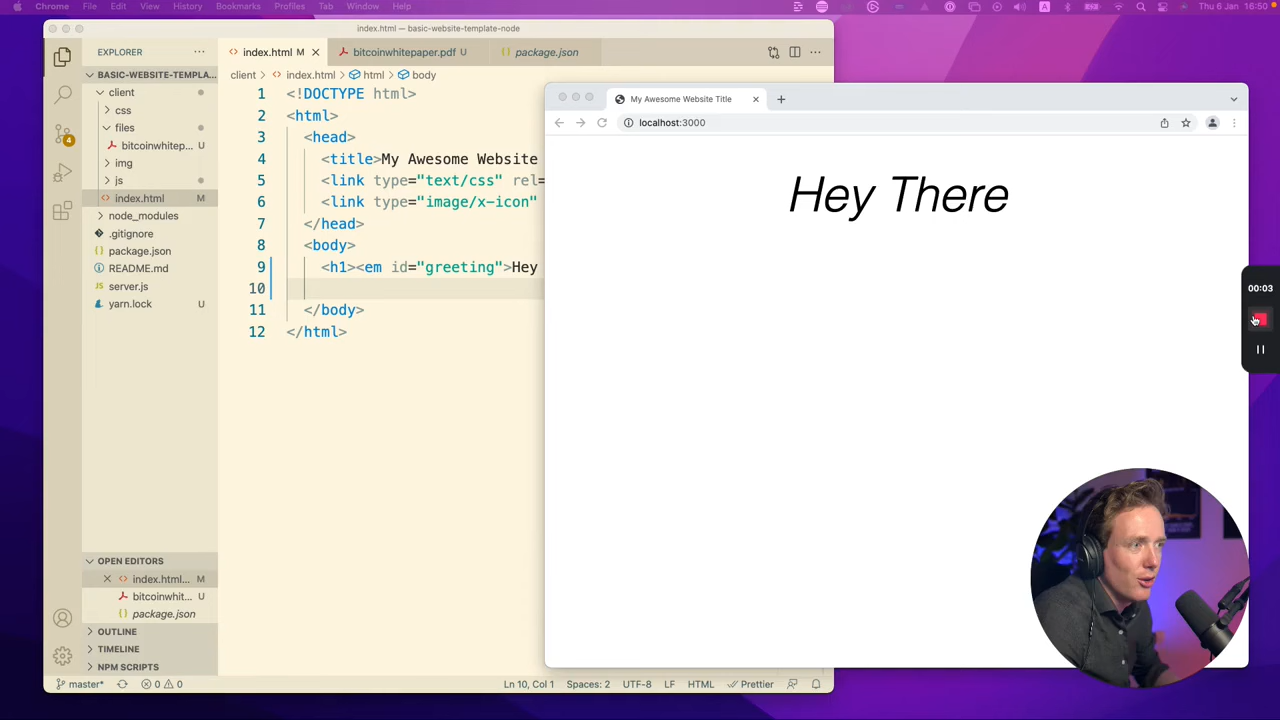 Chrome File Edit View History Bookmarks Profiles Tab Window Help
A
Thu 6 Jan 16:50
index.html — basic-website-template-node
EXPLORER
BASIC-WEBSITE-TEMPLA...
client
css
files
bitcoinwhitep... U
img
js
index.html M
node_modules
.gitignore
package.json
README.md
server.js
yarn.lock U
4
OPEN EDITORS
index.html... M
bitcoinwhit... U
package.json
OUTLINE
TIMELINE
NPM SCRIPTS
index.html M
bitcoinwhitepaper.pdf U
package.json
client > index.html > html > body
1 <!DOCTYPE html>
2 <html>
3 <head>
4 <title>My Awesome Website
5 <link type="text/css" rel=
6 <link type="image/x-icon"
7 </head>
8 <body>
9 <h1><em id="greeting">Hey
10
11 </body>
12 </html>
master*
0
0
Ln 10, Col 1
Spaces: 2
UTF-8
LF
HTML
Prettier
My Awesome Website Title
localhost:3000
Hey There
00:03